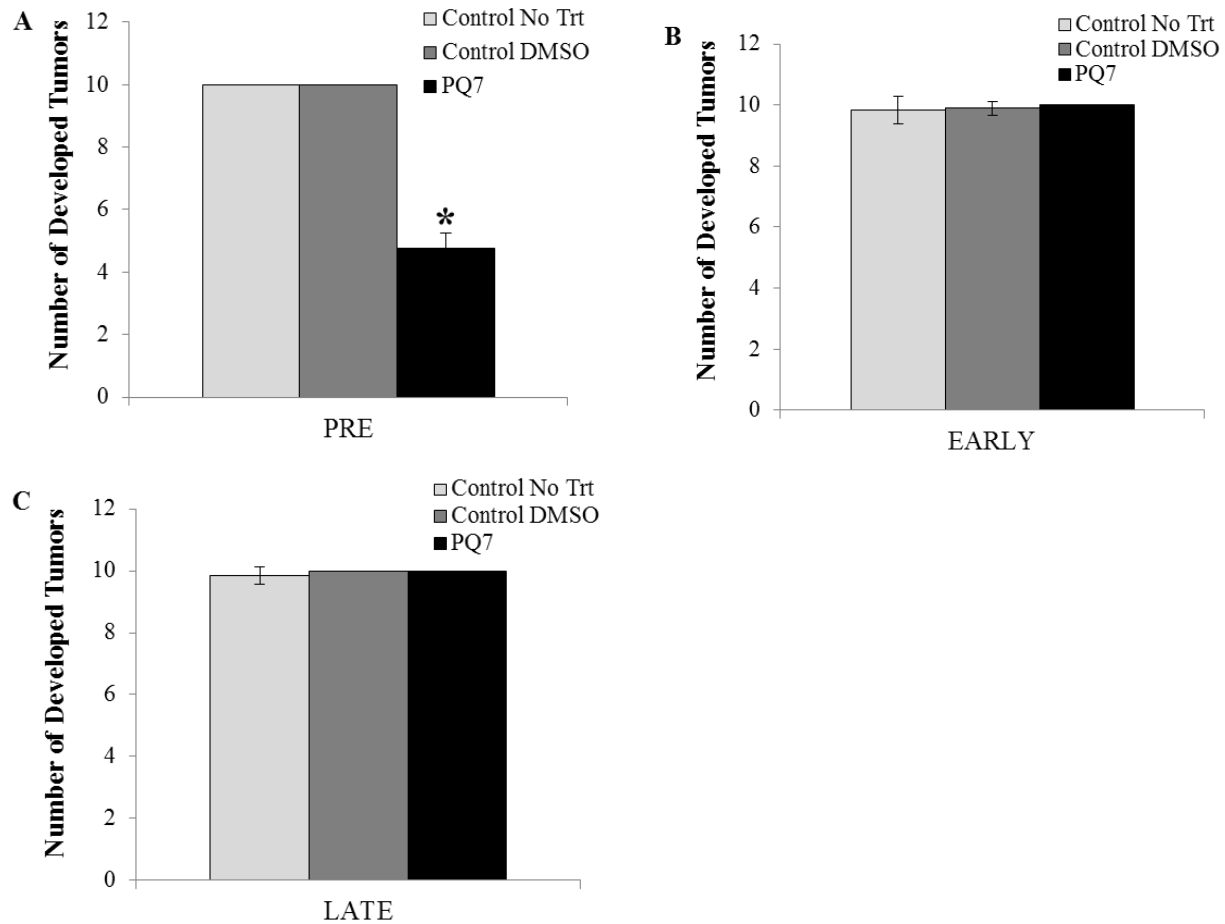 A
Number of Developed Tumors
12
10
8
6
4
2
0
Control No Trt
Control DMSO
PQ7
*
PRE
B
Number of Developed Tumors
12
10
8
6
4
2
0
Control No Trt
Control DMSO
PQ7
EARLY
C
Number of Developed Tumors
12
10
8
6
4
2
0
Control No Trt
Control DMSO
PQ7
LATE